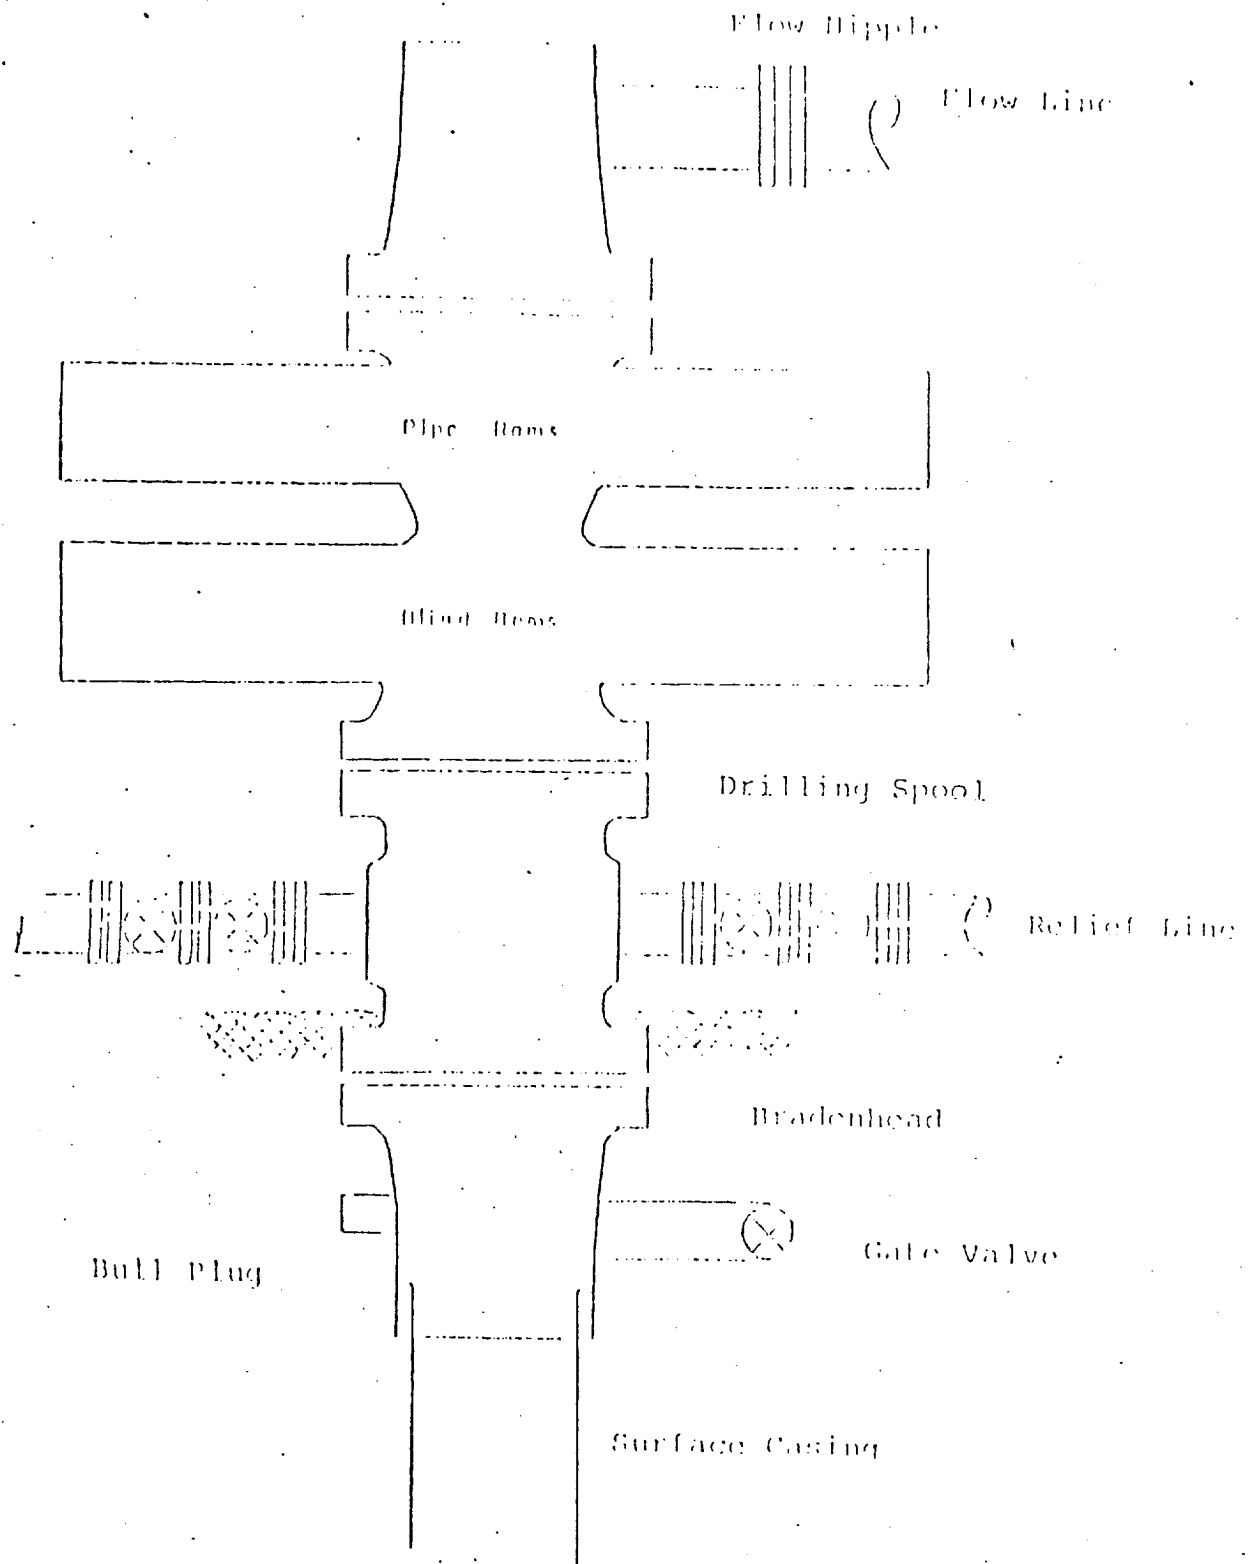 Flow Nipple
Flow Line
Pipe Rams
Blind Rams
Drilling Spool
Relief Line
Bradenhead
Gate Valve
Bull Plug
Surface Casing